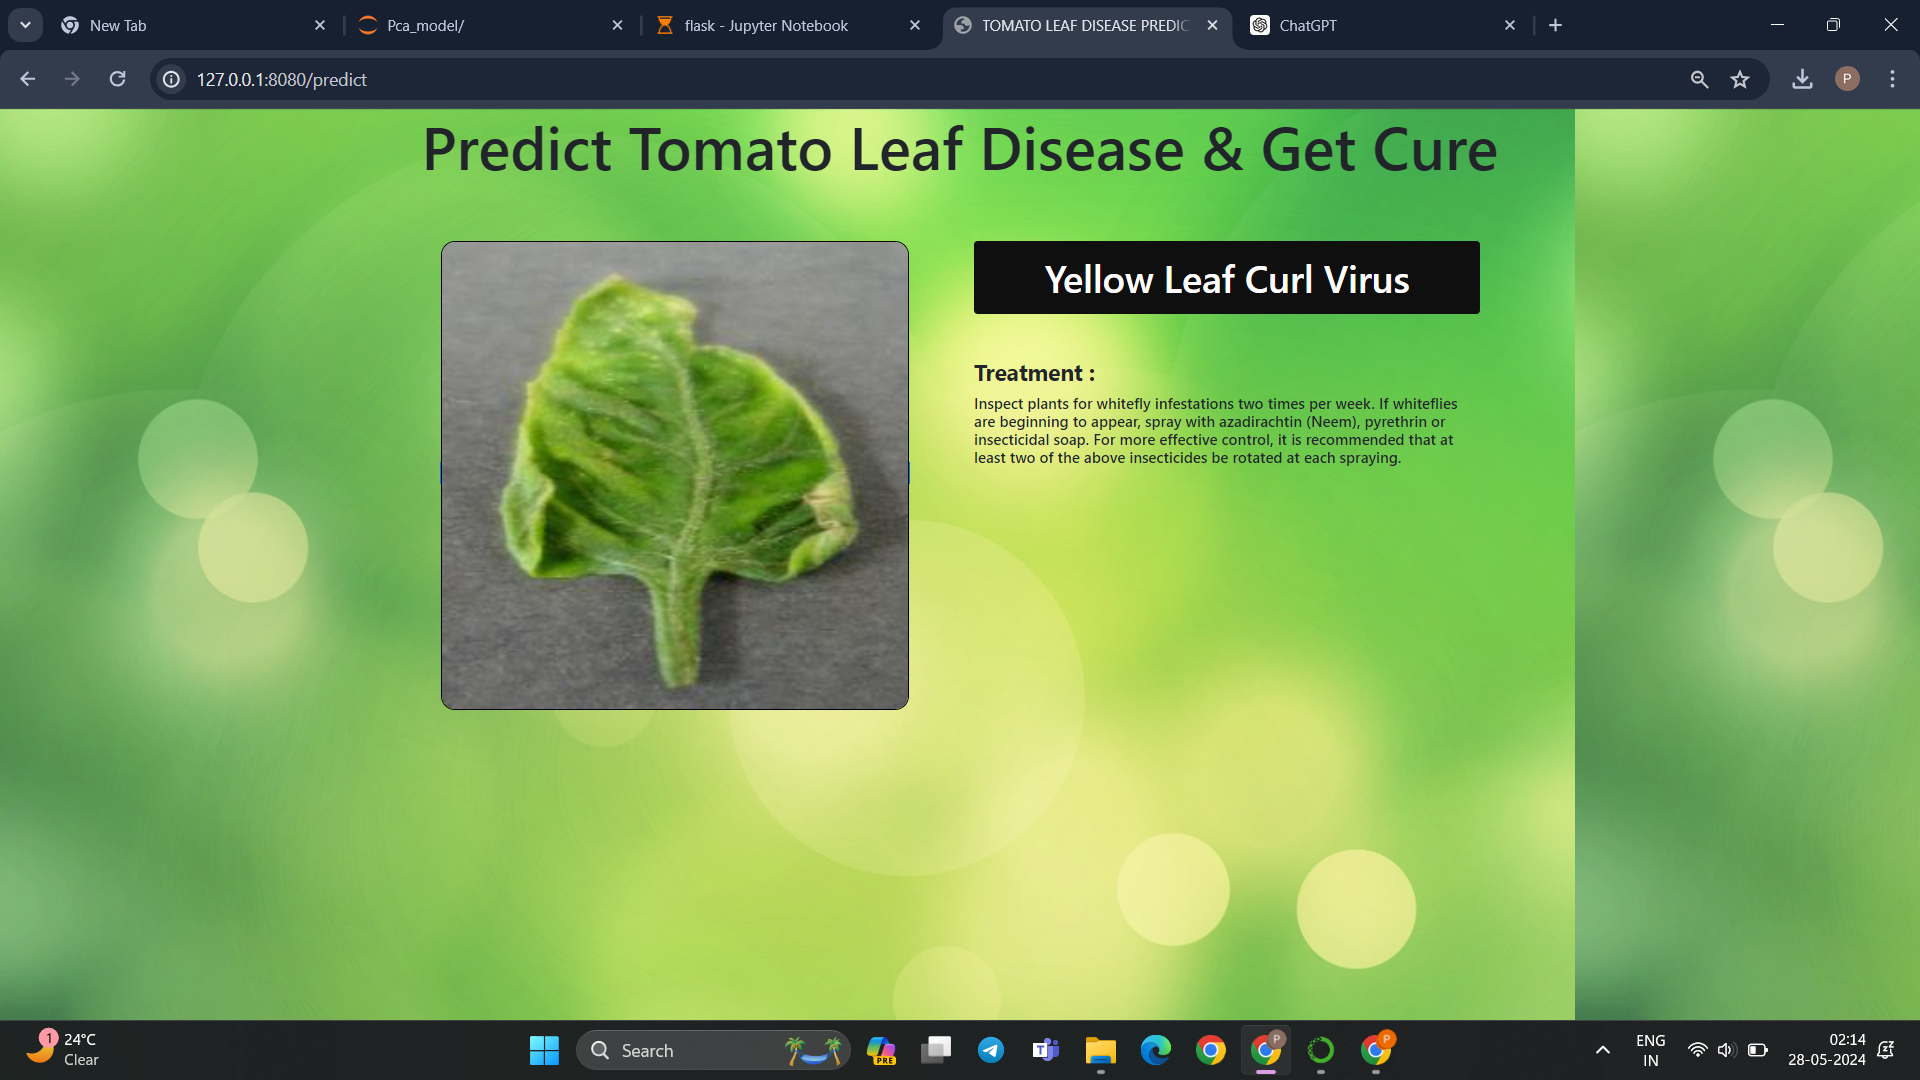 New Tab
Pca_model/
flask - Jupyter Notebook
TOMATO LEAF DISEASE PREDIC
ChatGPT
127.0.0.1:8080/predict
P
Predict Tomato Leaf Disease & Get Cure
Yellow Leaf Curl Virus
Treatment :
Inspect plants for whitefly infestations two times per week. If whiteflies
are beginning to appear, spray with azadirachtin (Neem), pyrethrin or
insecticidal soap. For more effective control, it is recommended that at
least two of the above insecticides be rotated at each spraying.
1
24°C
Clear
Search
PRE
T
P
P
ENG
IN
02:14
28-05-2024